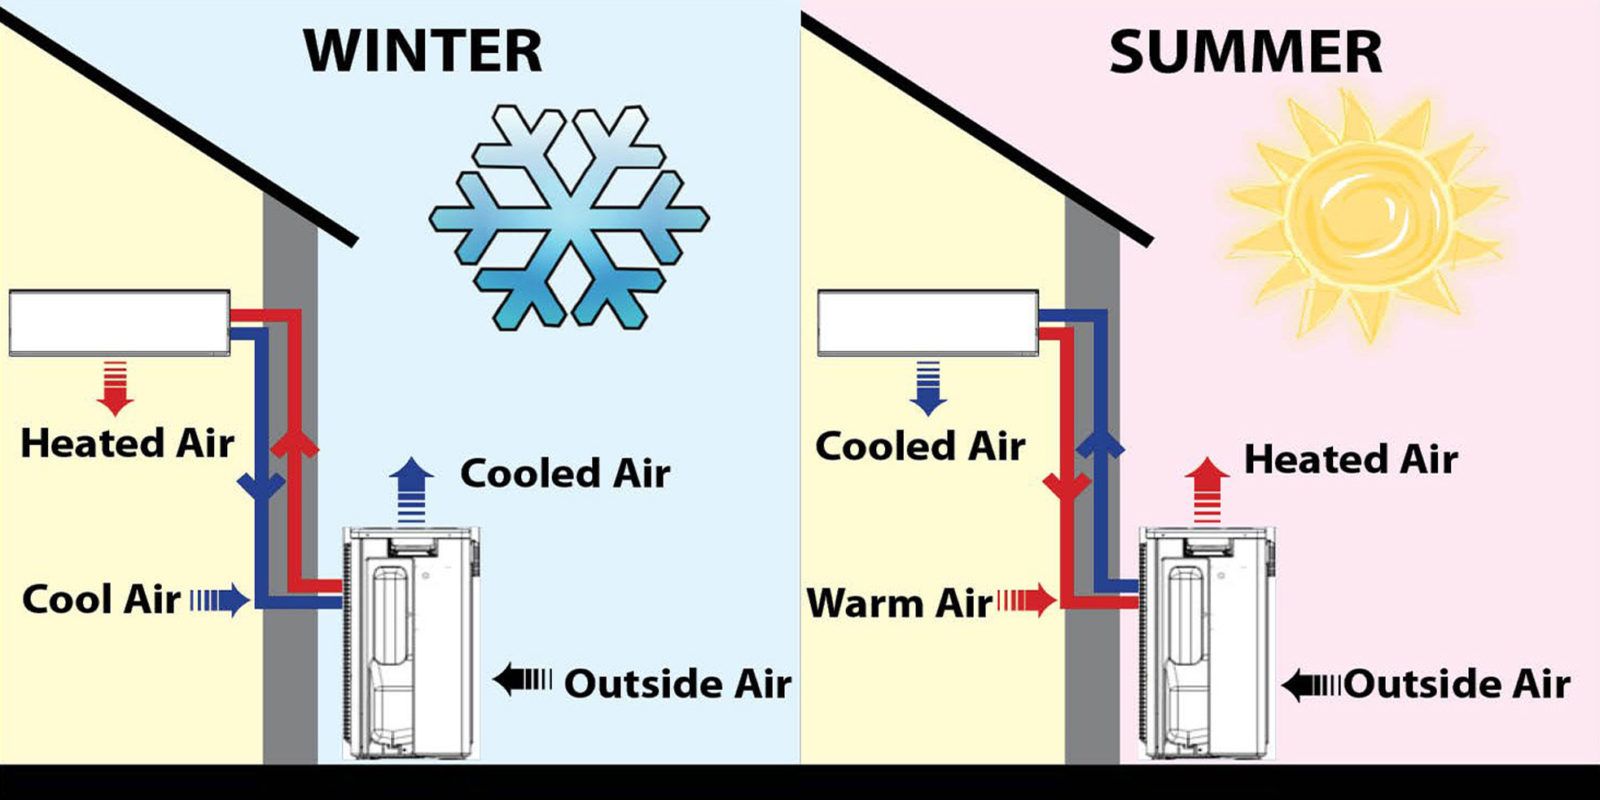 WINTER
Heated Air
Cooled Air
Cool Air
Outside Air
SUMMER
Cooled Air
Heated Air
Warm Air
Outside Air